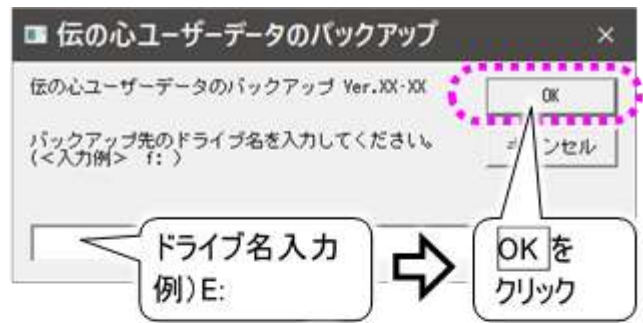 伝の心ユーザーデータのバックアップ ×
伝の心ユーザーデータのバックアップ Ver.XX-XX
OK
バックアップ先のドライブ名を入力してください。
(<入力例> f: )
キャンセル
ドライブ名入力
例)E:
OK を
クリック